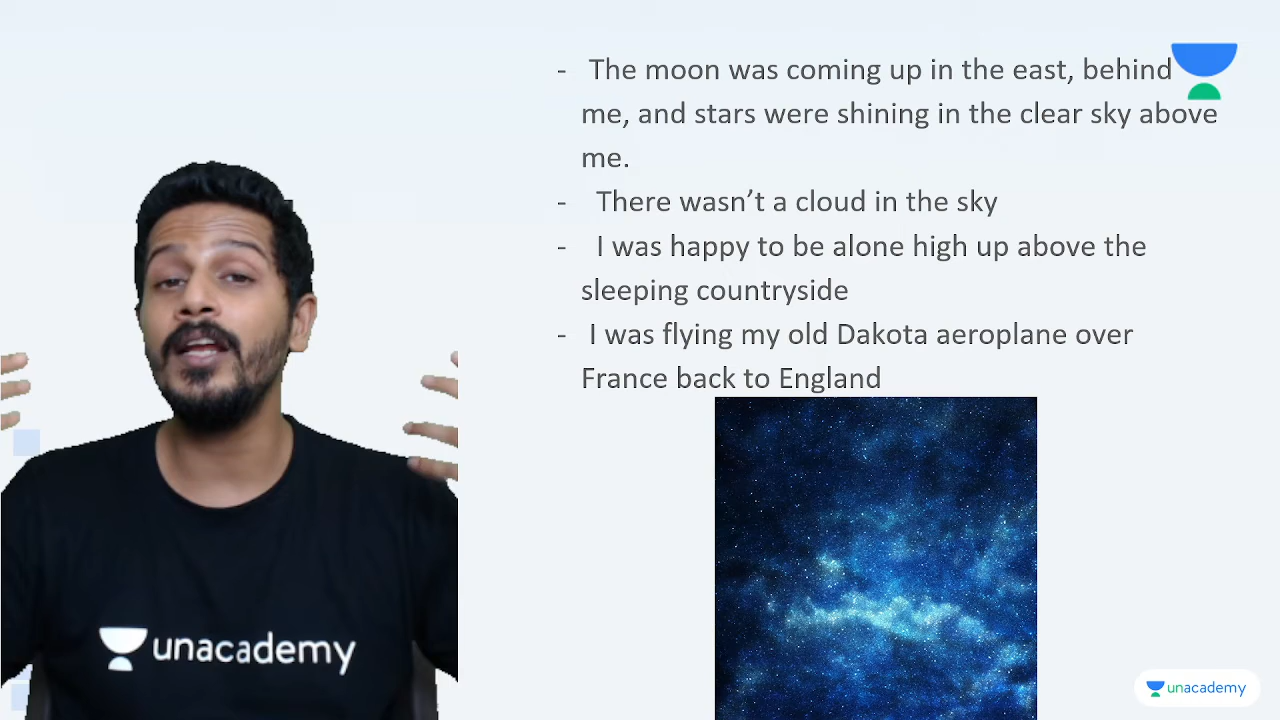 - The moon was coming up in the east, behind
me, and stars were shining in the clear sky above
me.
- There wasn’t a cloud in the sky
- I was happy to be alone high up above the
sleeping countryside
- I was flying my old Dakota aeroplane over
France back to England
unacademy
unacademy